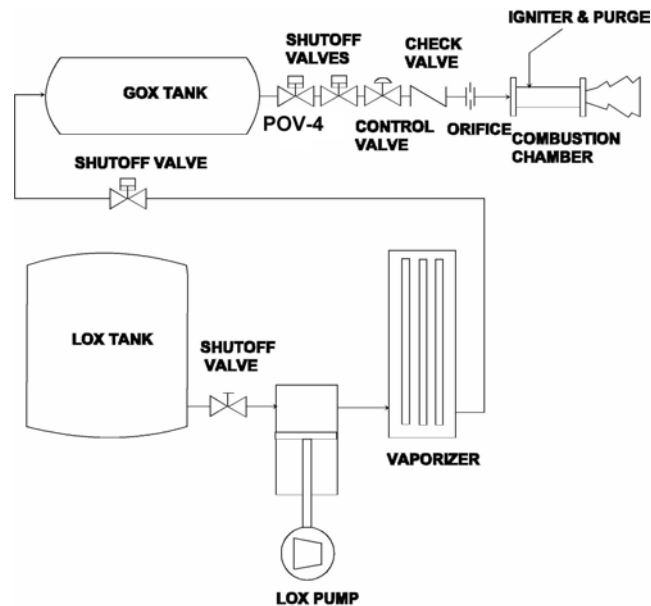 IGNITER & PURGE
SHUTOFF
VALVES
CHECK
VALVE
GOX TANK
POV-4
CONTROL
VALVE
ORIFICE
COMBUSTION
CHAMBER
SHUTOFF VALVE
LOX TANK
SHUTOFF
VALVE
VAPORIZER
LOX PUMP